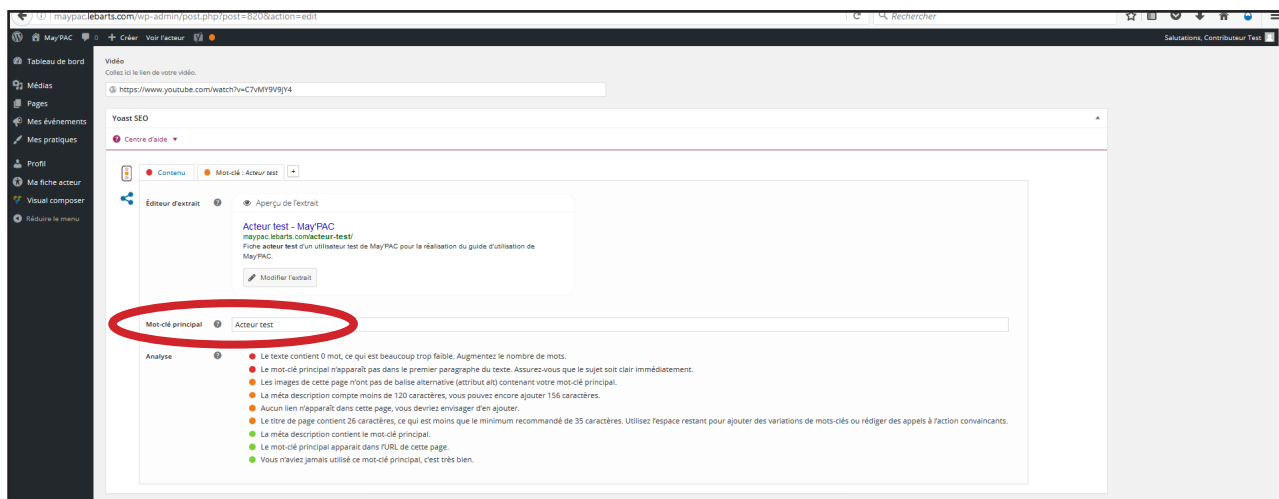 maypac.lebarts.com/wp-admin/post.php?post=820&action=edit
Rechercher
May'PAC 0 + Créer Voir l'acteur
Salutations, Contributeur Test
Tableau de bord
Médias
Pages
Mes événements
Mes pratiques
Profil
Ma fiche acteur
Visual composer
Réduire le menu
Vidéo
Collez ici le lien de votre vidéo.
https://www.youtube.com/watch?v=C7vMY9V9jY4
Yoast SEO
Centre d'aide
Contenu Mot-clé : Acteur test +
Éditeur d'extrait
Aperçu de l'extrait
Acteur test - May'PAC
maypac.lebarts.com/acteur-test/
Fiche acteur test d'un utilisateur test de May'PAC pour la réalisation du guide d'utilisation de
May'PAC.
Modifier l'extrait
Mot-clé principal Acteur test
Analyse
Le texte contient 0 mot, ce qui est beaucoup trop faible. Augmentez le nombre de mots.
Le mot-clé principal n'apparaît pas dans le premier paragraphe du texte. Assurez-vous que le sujet soit clair immédiatement.
Les images de cette page n'ont pas de balise alternative (attribut alt) contenant votre mot-clé principal.
La méta description compte moins de 120 caractères, vous pouvez encore ajouter 156 caractères.
Aucun lien n'apparaît dans cette page, vous devriez envisager d'en ajouter.
Le titre de page contient 26 caractères, ce qui est moins que le minimum recommandé de 35 caractères. Utilisez l'espace restant pour ajouter des variations de mots-clés ou rédiger des appels à l'action convaincants.
La méta description contient le mot-clé principal.
Le mot-clé principal apparait dans l'URL de cette page.
Vous n'aviez jamais utilisé ce mot-clé principal, c'est très bien.